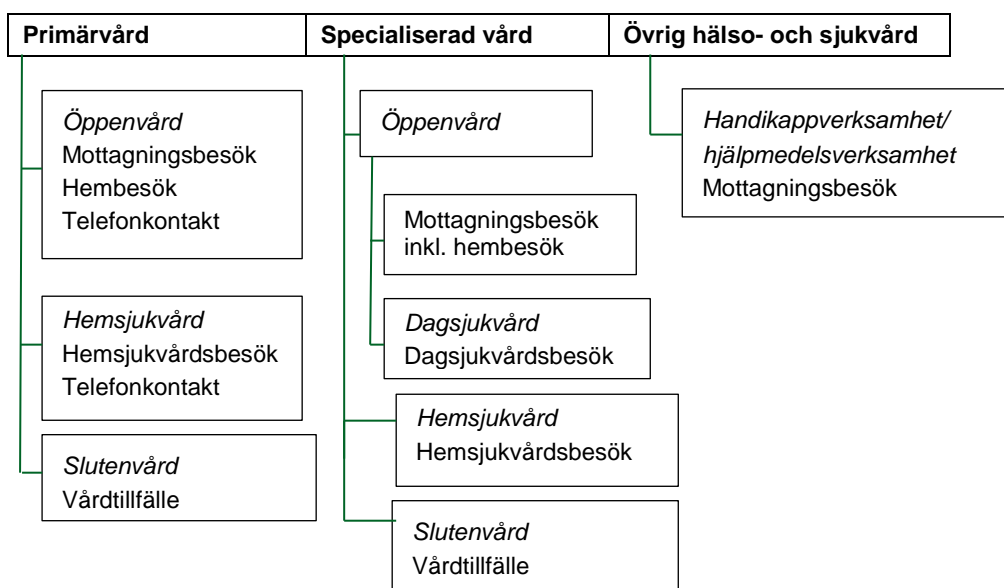 Primärvård
Specialiserad vård
Övrig hälso- och sjukvård
Öppenvård
Mottagningsbesök
Hembesök
Telefonkontakt
Hemsjukvård
Hemsjukvårdsbesök
Telefonkontakt
Slutenvård
Vårdtillfälle
Öppenvård
Mottagningsbesök
inkl. hembesök
Dagsjukvård
Dagsjukvårdsbesök
Hemsjukvård
Hemsjukvårdsbesök
Slutenvård
Vårdtillfälle
Handikappverksamhet/
hjälpmedelsverksamhet
Mottagningsbesök